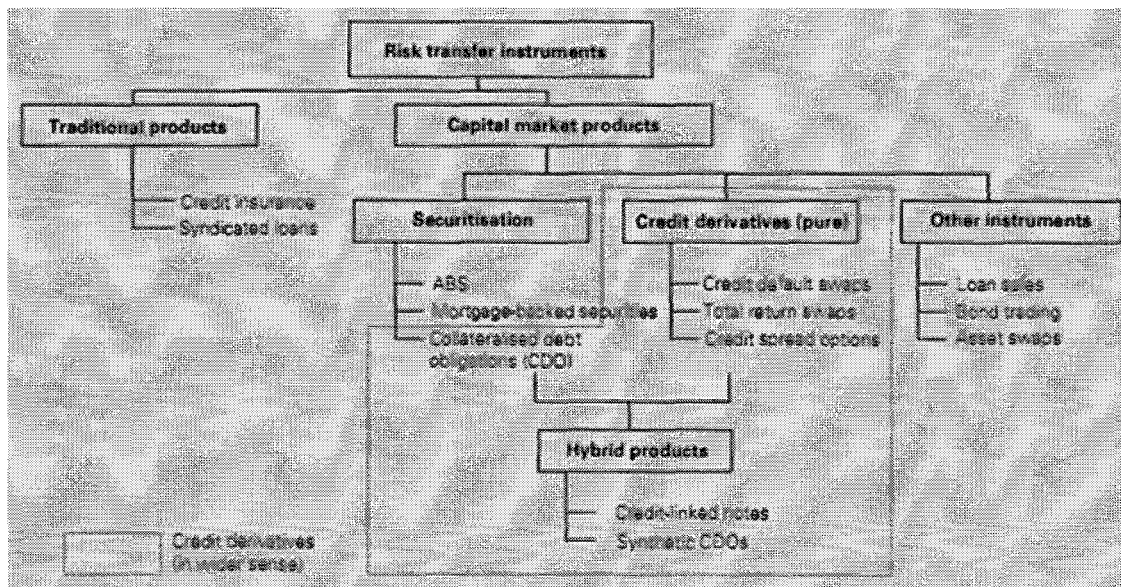 Risk transfer instruments
Traditional products
Capital market products
Credit insurance
Syndicated loans
Securitisation
Credit derivatives (pure)
Other instruments
ABS
Mortgage-backed securities
Collateralised debt
obligations (CDO)
Credit default swaps
Total return swaps
Credit spread options
Loan sales
Bond trading
Asset swaps
Hybrid products
Credit-linked notes
Synthetic CDOs
Credit derivatives
(in wider sense)